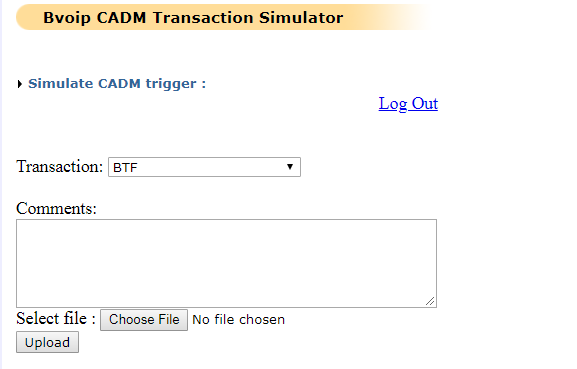 Bvoip CADM Transaction Simulator
Simulate CADM trigger :
Log Out
Transaction: BTF
Comments:
Select file : Choose File No file chosen
Upload